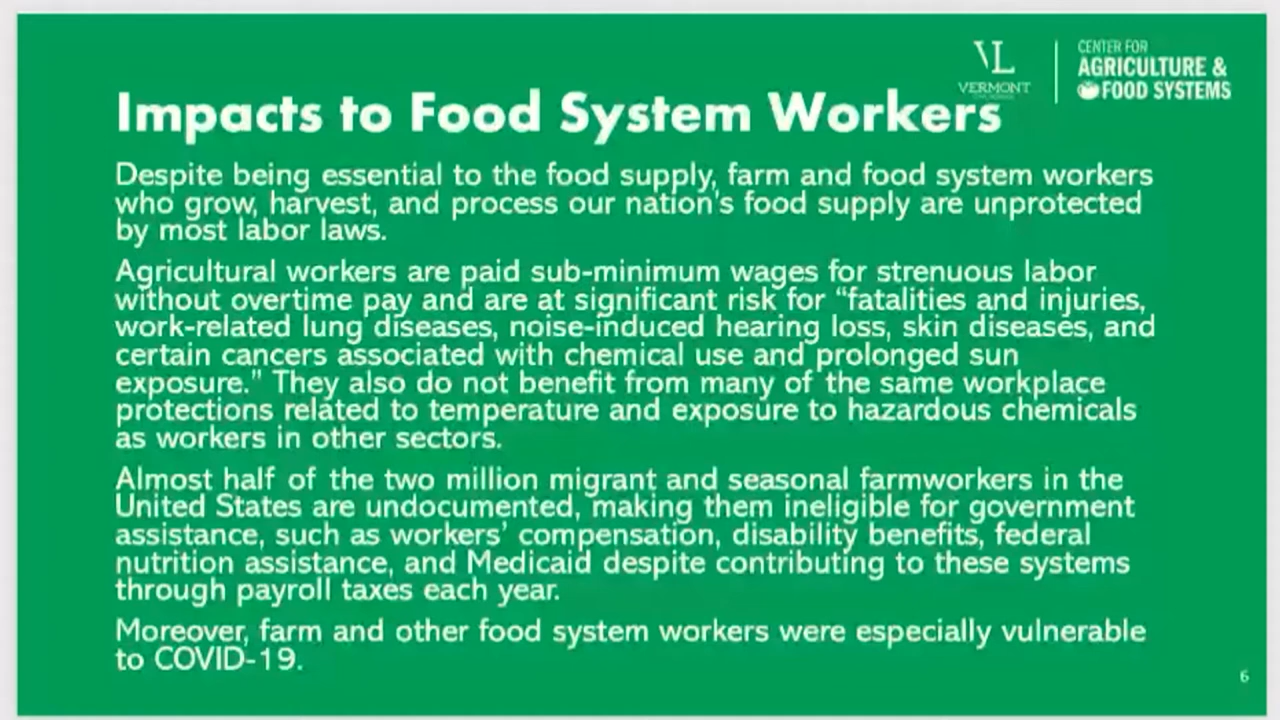 VL
VERMONT
CENTER FOR
AGRICULTURE &
FOOD SYSTEMS
Impacts to Food System Workers
Despite being essential to the food supply, farm and food system workers
who grow, harvest, and process our nation's food supply are unprotected
by most labor laws.
Agricultural workers are paid sub-minimum wages for strenuous labor
without overtime pay and are at significant risk for “fatalities and injuries,
work-related lung diseases, noise-induced hearing loss, skin diseases, and
certain cancers associated with chemical use and prolonged sun
exposure.” They also do not benefit from many of the same workplace
protections related to temperature and exposure to hazardous chemicals
as workers in other sectors.
Almost half of the two million migrant and seasonal farmworkers in the
United States are undocumented, making them ineligible for government
assistance, such as workers’ compensation, disability benefits, federal
nutrition assistance, and Medicaid despite contributing to these systems
through payroll taxes each year.
Moreover, farm and other food system workers were especially vulnerable
to COVID-19.
6